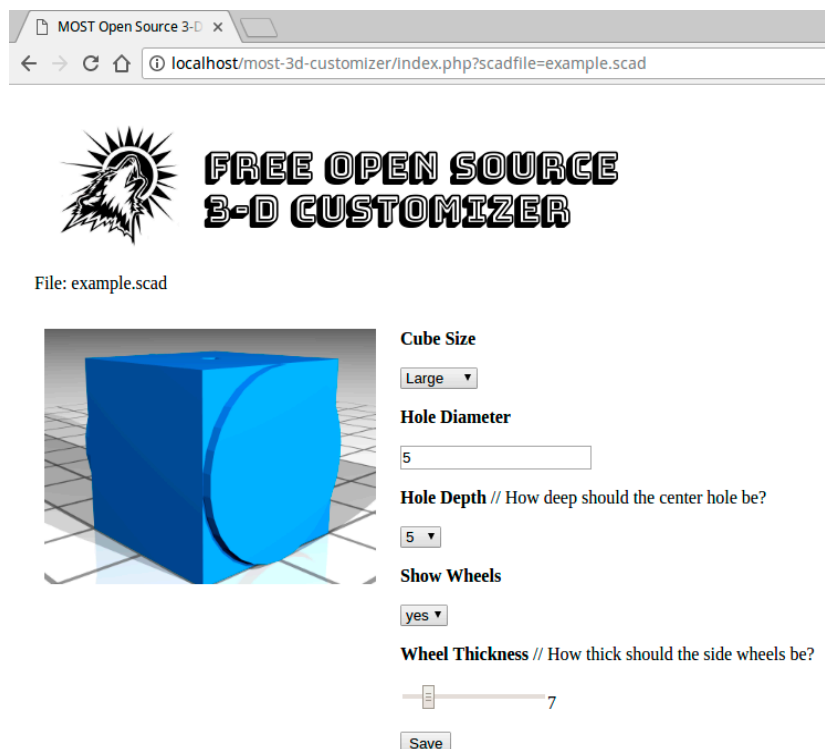 MOST Open Source 3-D
localhost/most-3d-customizer/index.php?scadfile=example.scad
FREE OPEN SOURCE
3-D CUSTOMIZER
File: example.scad
Cube Size
Large
Hole Diameter
5
Hole Depth // How deep should the center hole be?
5
Show Wheels
yes
Wheel Thickness // How thick should the side wheels be?
7
Save